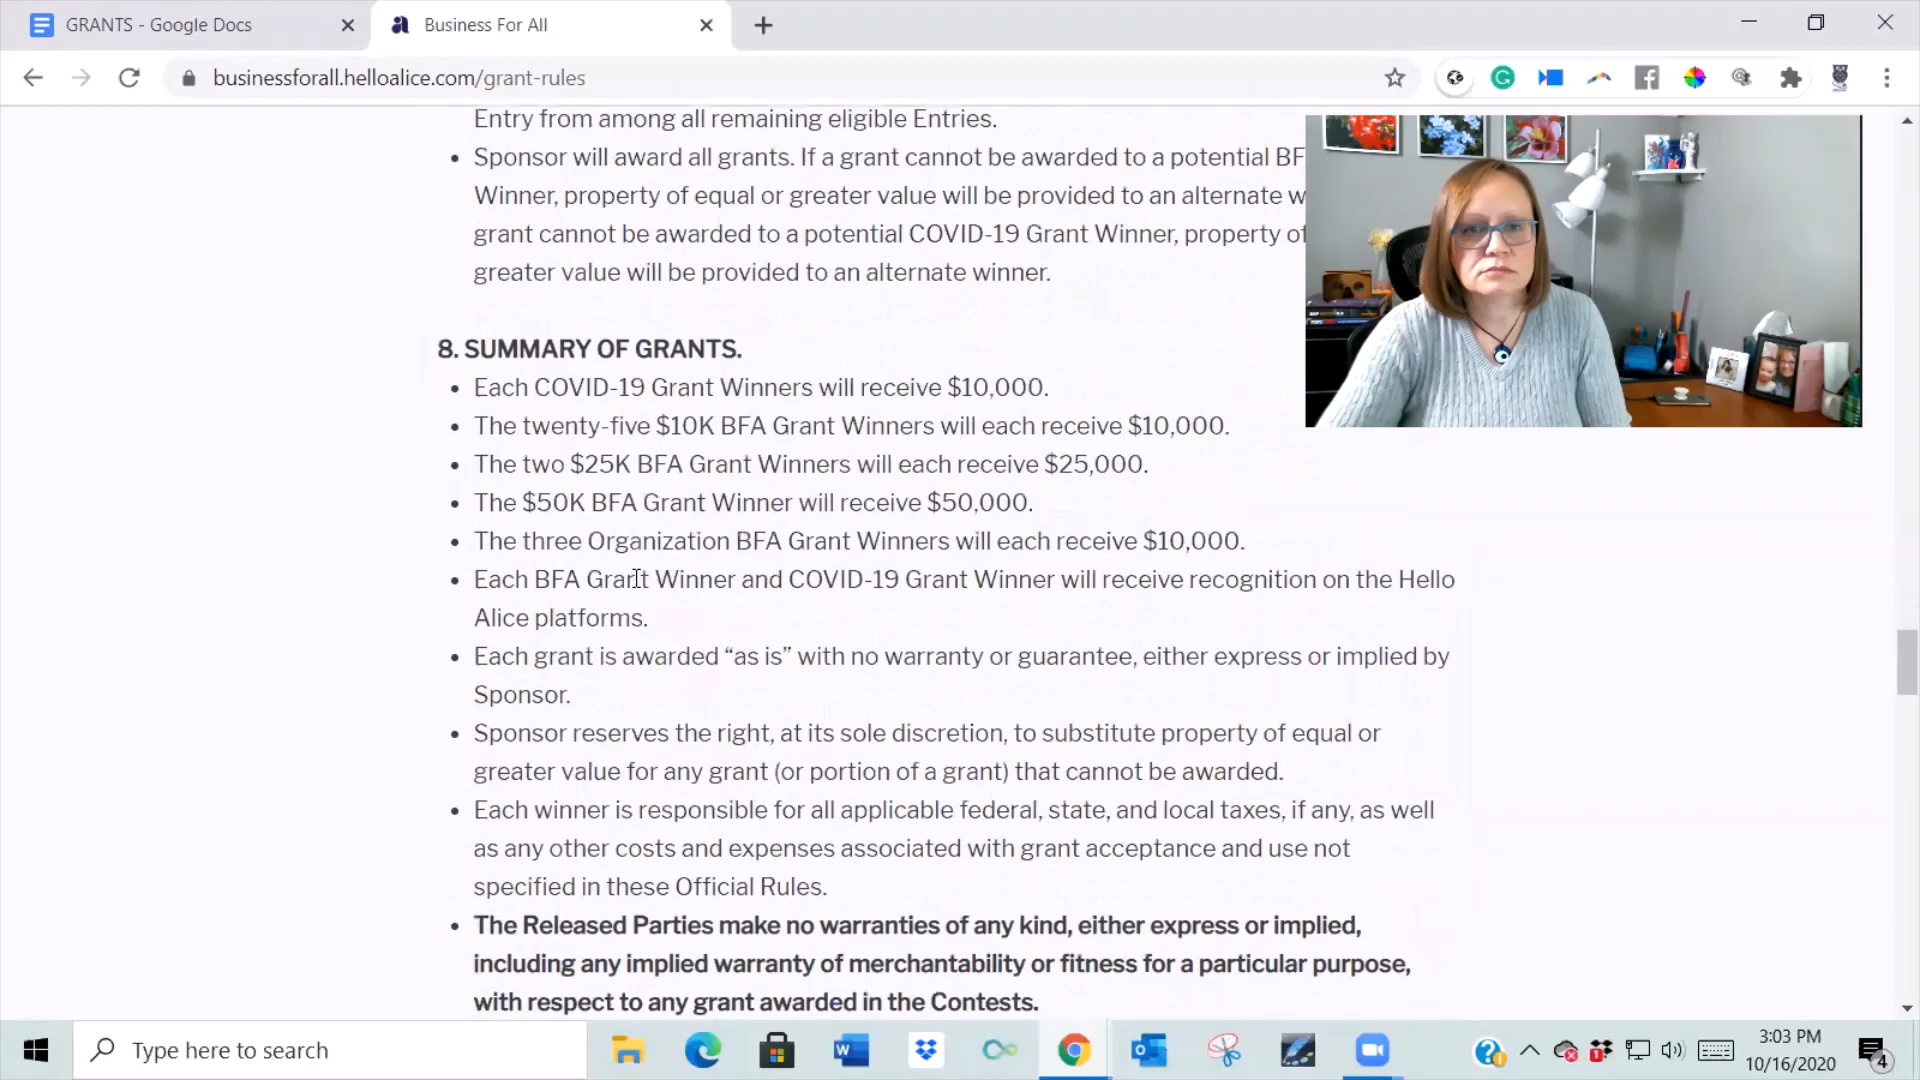 GRANTS - Google Docs
Business For All
businessforall.helloalice.com/grant-rules
Entry from among all remaining eligible Entries.
Sponsor will award all grants. If a grant cannot be awarded to a potential BF
Winner, property of equal or greater value will be provided to an alternate w
grant cannot be awarded to a potential COVID-19 Grant Winner, property of
greater value will be provided to an alternate winner.
8. SUMMARY OF GRANTS.
Each COVID-19 Grant Winners will receive $10,000.
The twenty-five $10K BFA Grant Winners will each receive $10,000.
The two $25K BFA Grant Winners will each receive $25,000.
The $50K BFA Grant Winner will receive $50,000.
The three Organization BFA Grant Winners will each receive $10,000.
Each BFA Grant Winner and COVID-19 Grant Winner will receive recognition on the Hello
Alice platforms.
Each grant is awarded “as is” with no warranty or guarantee, either express or implied by
Sponsor.
Sponsor reserves the right, at its sole discretion, to substitute property of equal or
greater value for any grant (or portion of a grant) that cannot be awarded.
Each winner is responsible for all applicable federal, state, and local taxes, if any, as well
as any other costs and expenses associated with grant acceptance and use not
specified in these Official Rules.
The Released Parties make no warranties of any kind, either express or implied,
including any implied warranty of merchantability or fitness for a particular purpose,
with respect to any grant awarded in the Contests.
Type here to search
3:03 PM
10/16/2020
4